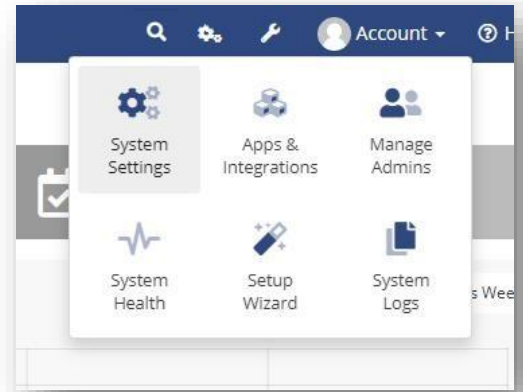 Account
H
System
Settings
Apps &
Integrations
Manage
Admins
System
Health
Setup
Wizard
System
Logs
s Wee